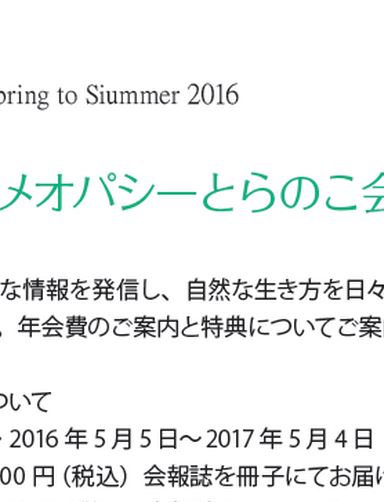 pring to Siummer 2016
メオパシーとらのこ会
な情報を発信し、自然な生き方を日々
。年会費のご案内と特典についてご案
ついて
2016 年 5 月 5 日〜 2017 年 5 月 4 日
00 円（税込） 会報誌を冊子にてお届け